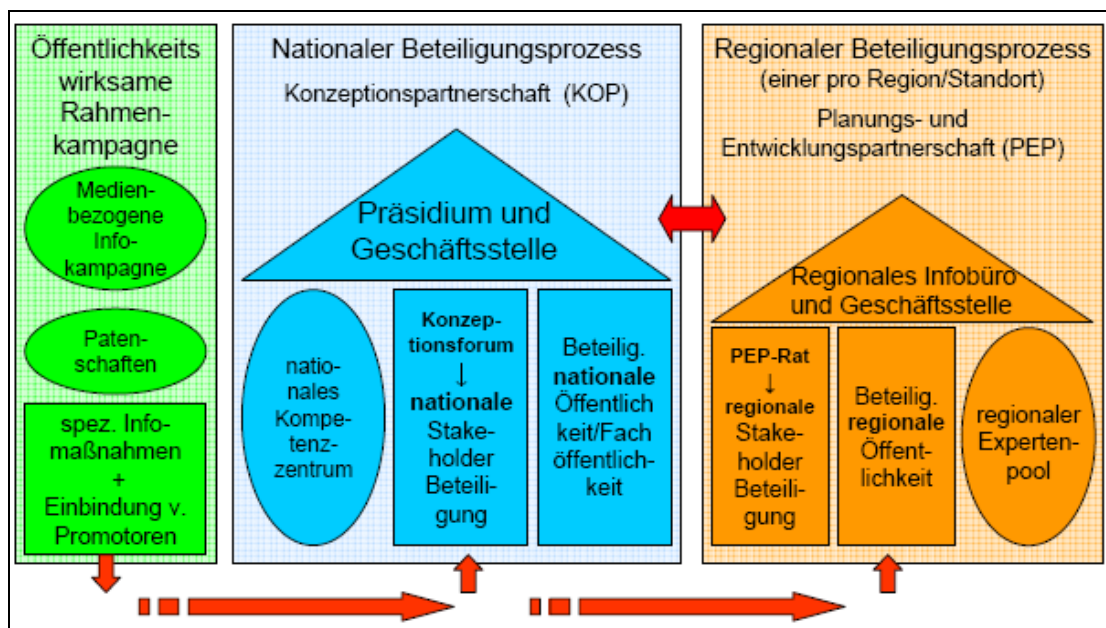 Öffentlichkeits
wirksame
Rahmen-
kampagne
Medien-
bezogene
Info-
kampagne
Paten-
schaften
spez. Info-
maßnahmen
+
Einbindung v.
Promotoren
Nationaler Beteiligungsprozess
Konzeptionspartnerschaft (KOP)
Präsidium und
Geschäftsstelle
natio-
nales
Kompe-
tenz-
zentrum
Konzep-
tionsforum
↓
nationale
Stake-
holder
Beteili-
gung
Beteilig.
nationale
Öffentlich
keit/Fach
öffentlich-
keit
Regionaler Beteiligungsprozess
(einer pro Region/Standort)
Planungs- und
Entwicklungspartnerschaft (PEP)
Regionales Infobüro
und Geschäftsstelle
PEP-Rat
↓
regionale
Stake-
holder
Beteili-
gung
Beteilig.
regionale
Öffent-
lichkeit
regionaler
Experten-
pool